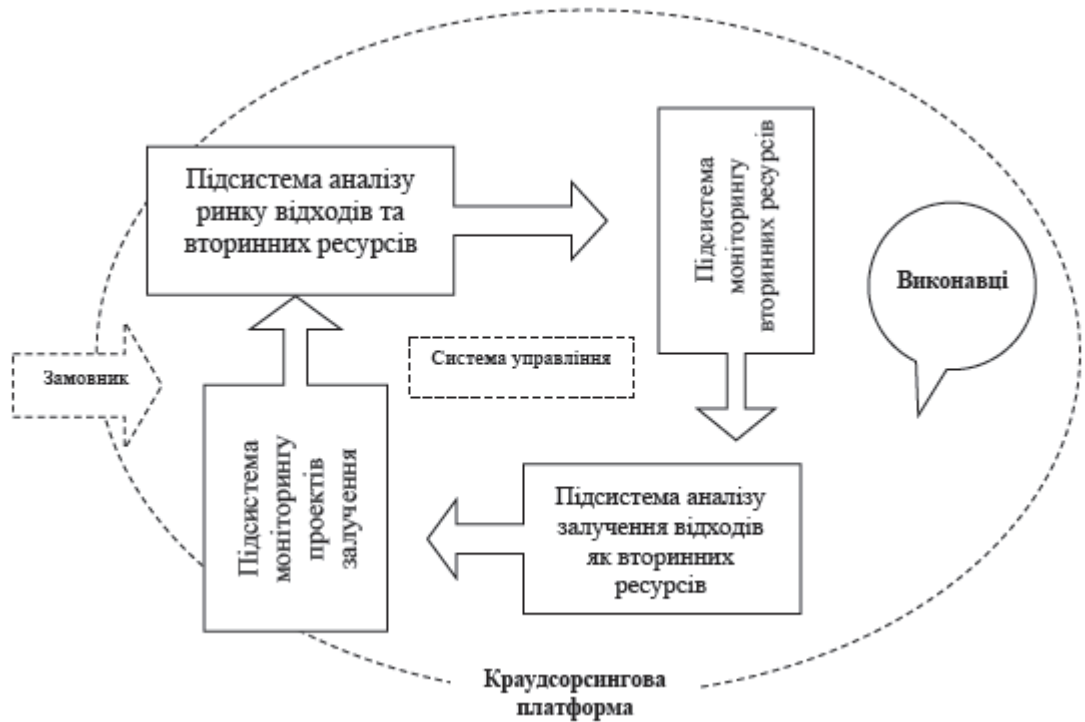 Підсистема аналізу
ринку відходів та
вторинних ресурсів
Підсистема
моніторингу
вторинних ресурсів
Виконавці
Система управління
Замовник
Підсистема
моніторингу
проектів
залучення
Підсистема аналізу
залучення відходів
як вторинних
ресурсів
Краудсорсингова
платформа